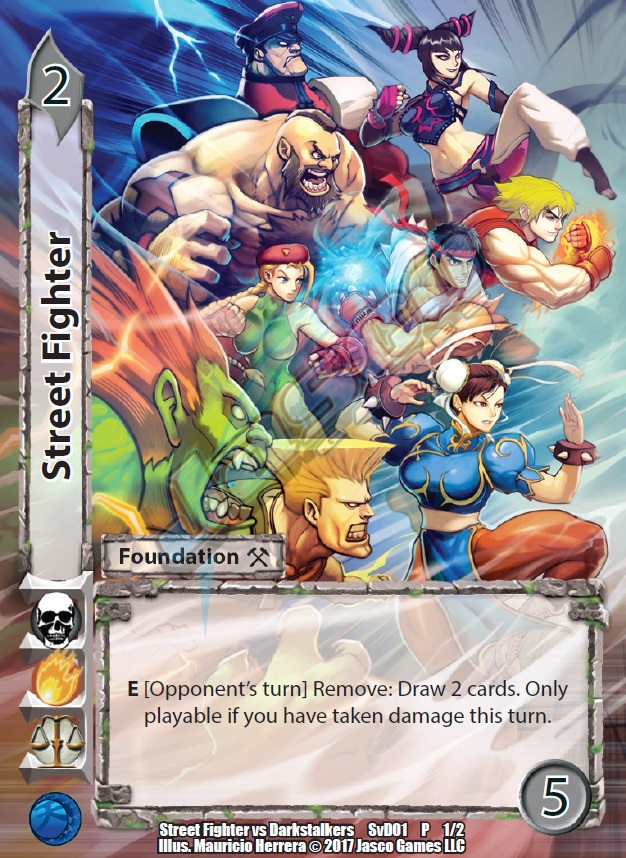 2
Street Fighter
Foundation
E [Opponent's turn] Remove: Draw 2 cards. Only
playable if you have taken damage this turn.
5
Street Fighter vs Darkstalkers SvD01 P 1/2
Illus. Mauricio Herrera © 2017 Jasco Games LLC